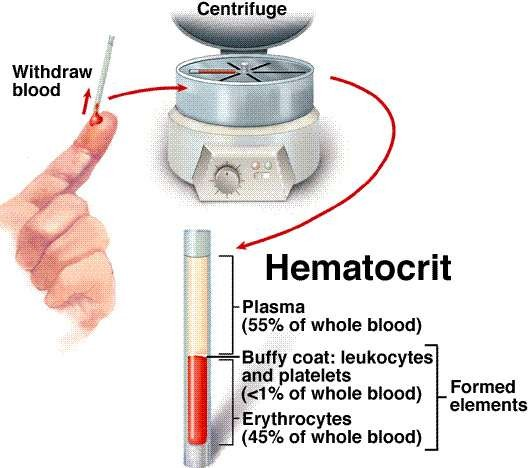 Centrifuge
Withdraw
blood
Hematocrit
Plasma
(55% of whole blood)
Buffy coat: leukocytes
and platelets
(<1% of whole blood)
Formed
elements
Erythrocytes
(45% of whole blood)